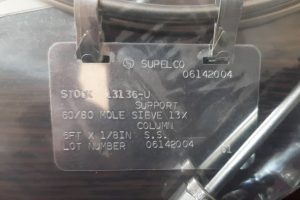 SUPELCO
06142004
STOCK 13136-U
SUPPORT
60/80 MOLE SIEVE 13X
COLUMN
6FT X 1/8IN S.S.
LOT NUMBER 06142004